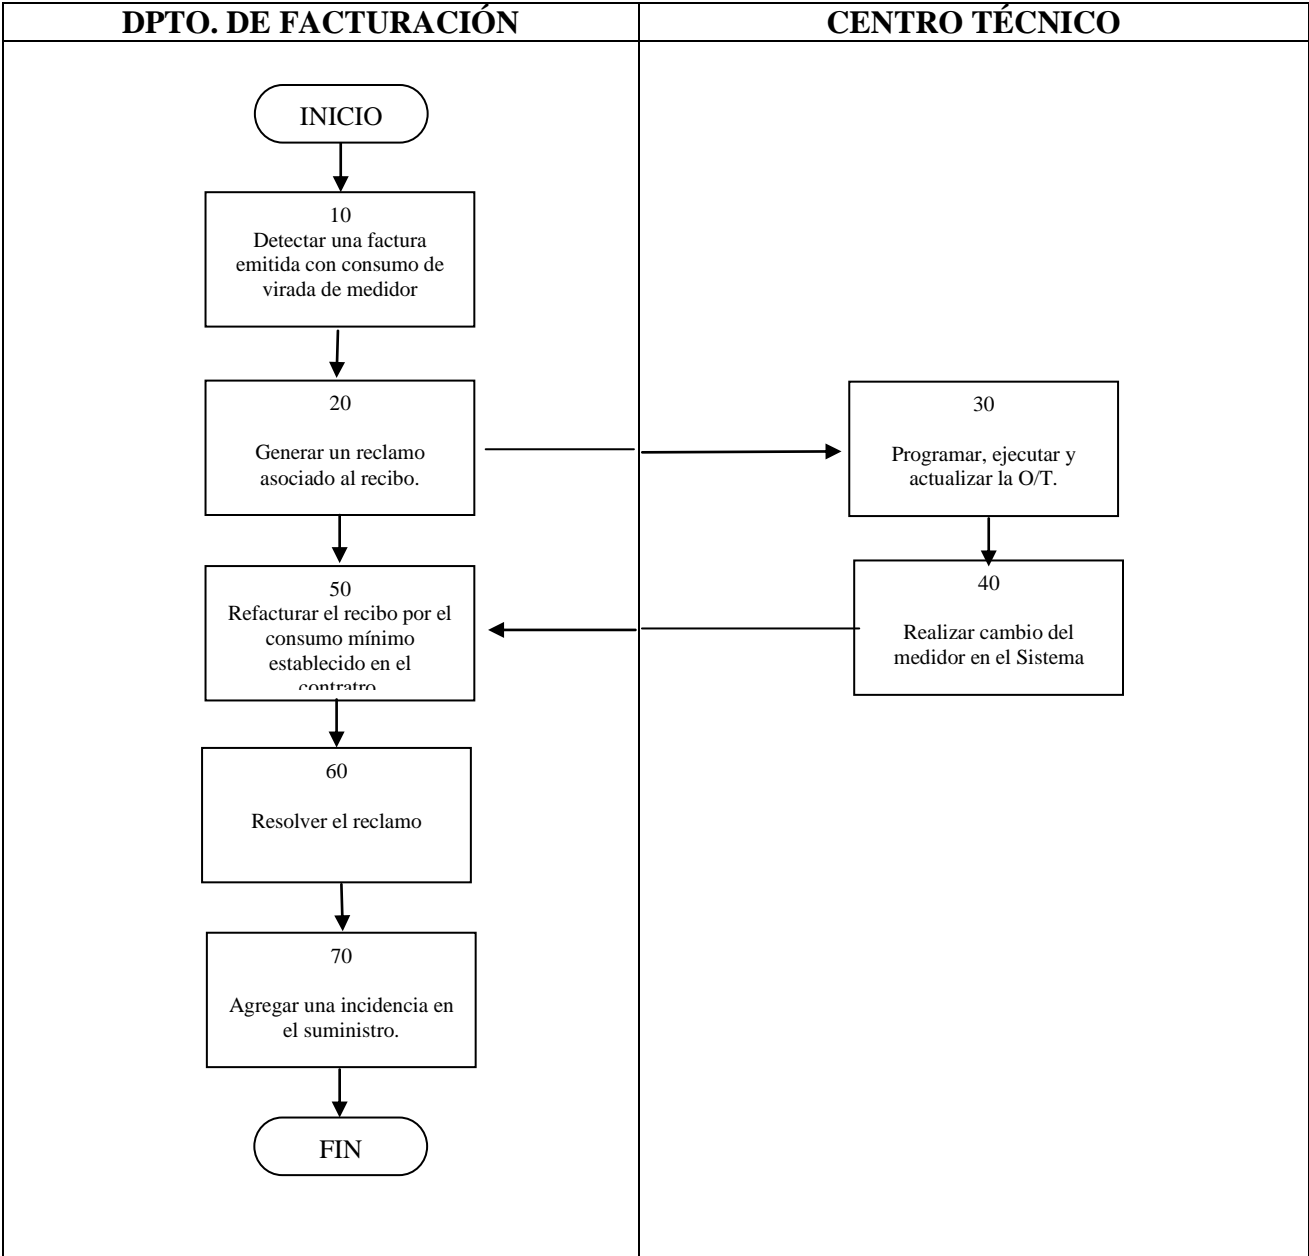 DPTO. DE FACTURACIÓN
CENTRO TÉCNICO
INICIO
10
Detectar una factura
emitida con consumo de
virada de medidor
20
Generar un reclamo
asociado al recibo.
30
Programar, ejecutar y
actualizar la O/T.
40
Realizar cambio del
medidor en el Sistema
50
Refacturar el recibo por el
consumo mínimo
establecido en el
contratro
60
Resolver el reclamo
70
Agregar una incidencia en
el suministro.
FIN